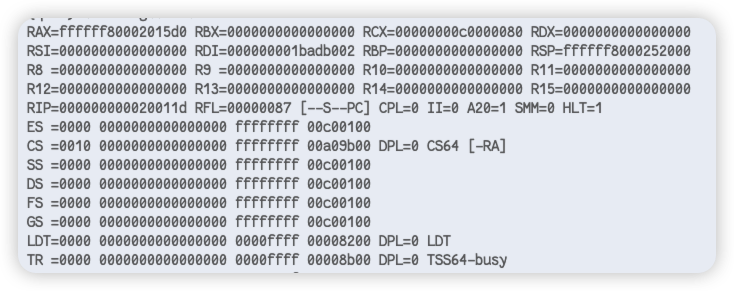 RAX=ffffff80002015d0 RBX=0000000000000000 RCX=00000000c0000080 RDX=0000000000000000
RSI=0000000000000000 RDI=000000001badb002 RBP=0000000000000000 RSP=ffffff8000252000
R8 =0000000000000000 R9 =0000000000000000 R10=0000000000000000 R11=0000000000000000
R12=0000000000000000 R13=0000000000000000 R14=0000000000000000 R15=0000000000000000
RIP=000000000020011d RFL=00000087 [--S--PC] CPL=0 II=0 A20=1 SMM=0 HLT=1
ES =0000 0000000000000000 ffffffff 00c00100
CS =0010 0000000000000000 ffffffff 00a09b00 DPL=0 CS64 [-RA]
SS =0000 0000000000000000 ffffffff 00c00100
DS =0000 0000000000000000 ffffffff 00c00100
FS =0000 0000000000000000 ffffffff 00c00100
GS =0000 0000000000000000 ffffffff 00c00100
LDT=0000 0000000000000000 0000ffff 00008200 DPL=0 LDT
TR =0000 0000000000000000 0000ffff 00008b00 DPL=0 TSS64-busy